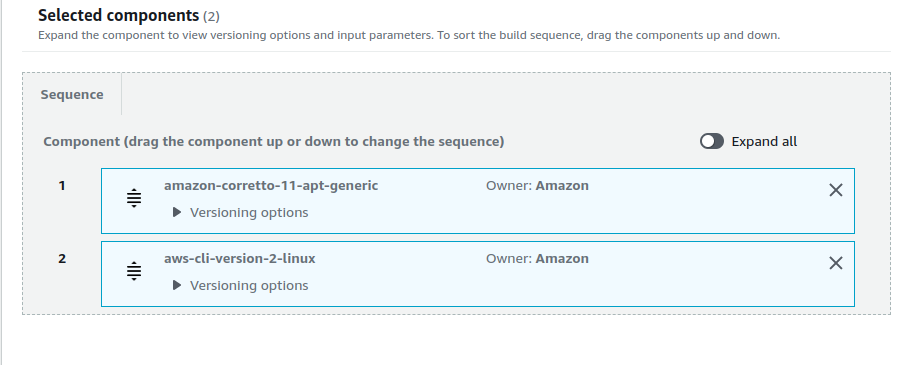 Selected components (2)
Expand the component to view versioning options and input parameters. To sort the build sequence, drag the components up and down.
Sequence
Component (drag the component up or down to change the sequence)
Expand all
1
amazon-corretto-11-apt-generic
Owner: Amazon
Versioning options
2
aws-cli-version-2-linux
Owner: Amazon
Versioning options